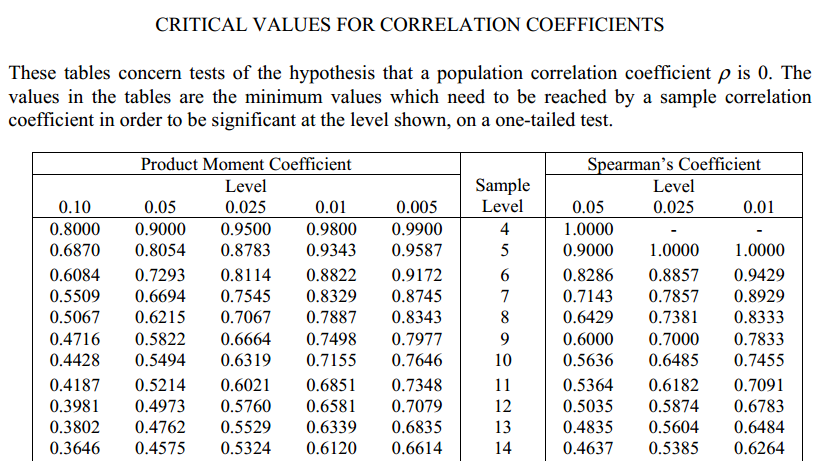 CRITICAL VALUES FOR CORRELATION COEFFICIENTS
These tables concern tests of the hypothesis that a population correlation coefficient ρ is 0. The
values in the tables are the minimum values which need to be reached by a sample correlation
coefficient in order to be significant at the level shown, on a one-tailed test.
Product Moment Coefficient Spearman’s Coefficient
Level Sample Level
0.10 0.05 0.025 0.01 0.005 Level 0.05 0.025 0.01
0.8000 0.9000 0.9500 0.9800 0.9900 4 1.0000 - -
0.6870 0.8054 0.8783 0.9343 0.9587 5 0.9000 1.0000 1.0000
0.6084 0.7293 0.8114 0.8822 0.9172 6 0.8286 0.8857 0.9429
0.5509 0.6694 0.7545 0.8329 0.8745 7 0.7143 0.7857 0.8929
0.5067 0.6215 0.7067 0.7887 0.8343 8 0.6429 0.7381 0.8333
0.4716 0.5822 0.6664 0.7498 0.7977 9 0.6000 0.7000 0.7833
0.4428 0.5494 0.6319 0.7155 0.7646 10 0.5636 0.6485 0.7455
0.4187 0.5214 0.6021 0.6851 0.7348 11 0.5364 0.6182 0.7091
0.3981 0.4973 0.5760 0.6581 0.7079 12 0.5035 0.5874 0.6783
0.3802 0.4762 0.5529 0.6339 0.6835 13 0.4835 0.5604 0.6484
0.3646 0.4575 0.5324 0.6120 0.6614 14 0.4637 0.5385 0.6264